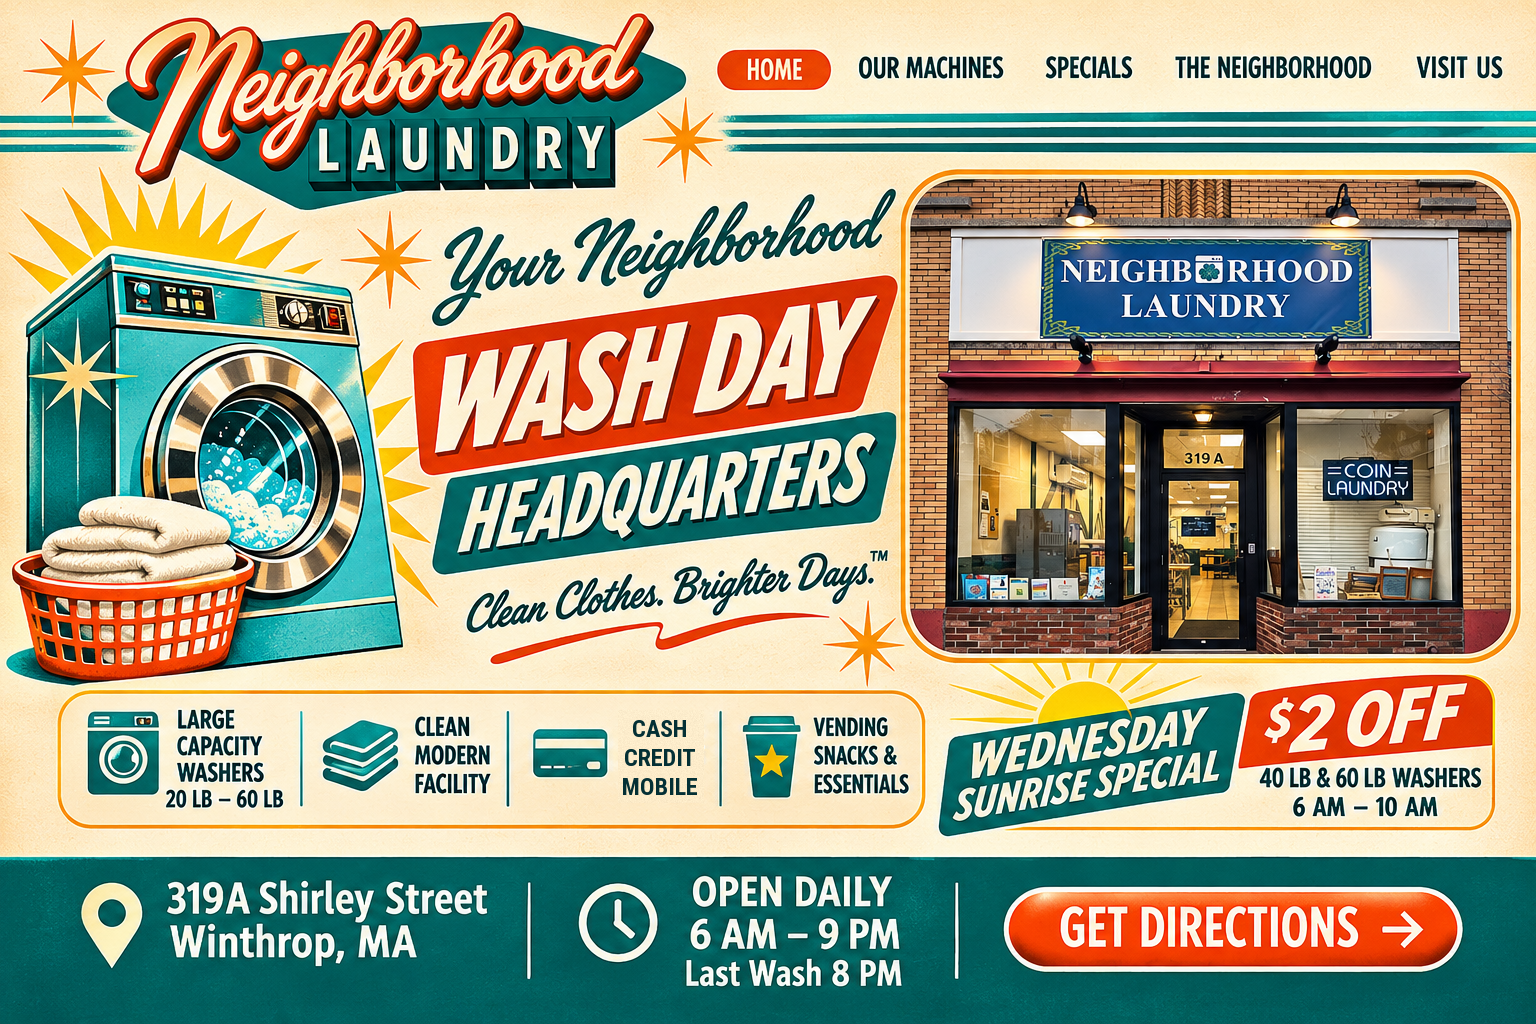 Neighborhood
LAUNDRY
HOME
OUR MACHINES
SPECIALS
THE NEIGHBORHOOD
VISIT US
Your Neighborhood
WASH DAY
HEADQUARTERS
Clean Clothes. Brighter Days.™
NEIGHBORHOOD
LAUNDRY
319 A
COIN
LAUNDRY
LARGE
CAPACITY
WASHERS
20 LB – 60 LB
CLEAN
MODERN
FACILITY
CASH
CREDIT
MOBILE
VENDING
SNACKS &
ESSENTIALS
WEDNESDAY
SUNRISE SPECIAL
$2 OFF
40 LB & 60 LB WASHERS
6 AM – 10 AM
319A Shirley Street
Winthrop, MA
OPEN DAILY
6 AM – 9 PM
Last Wash 8 PM
GET DIRECTIONS →